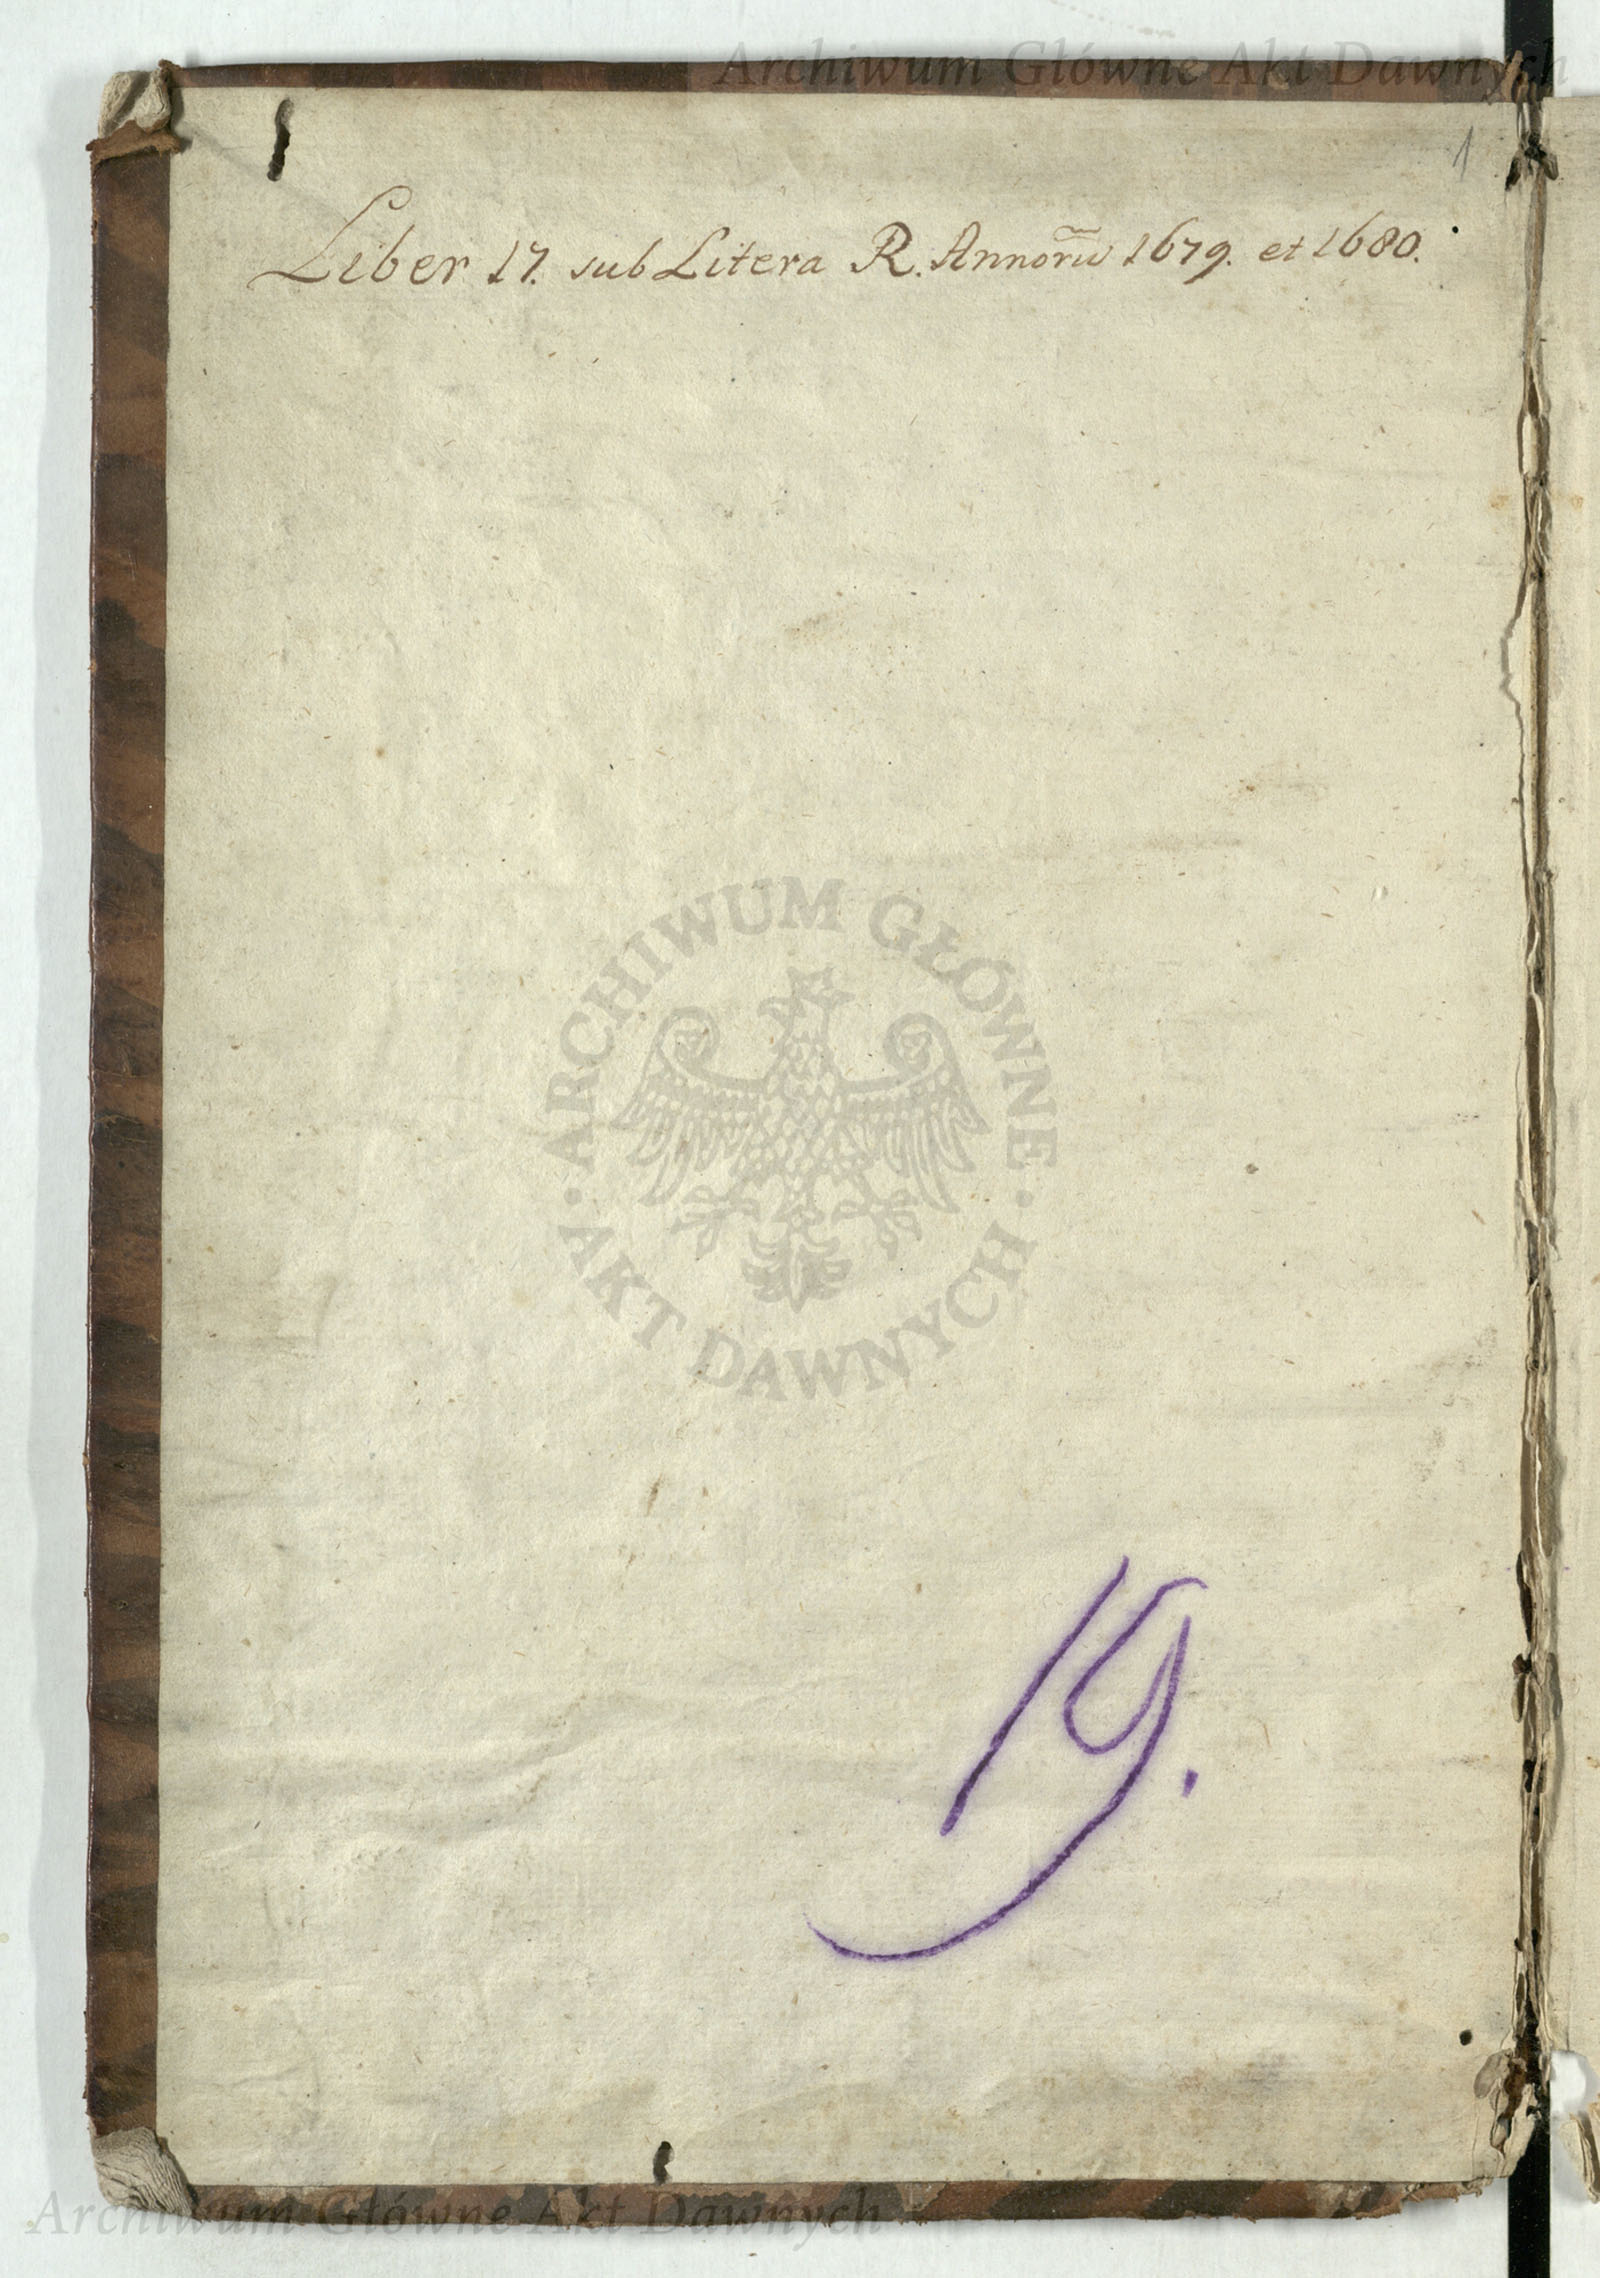 Archiwum Główne Akt Dawnych
1
Liber 17. sub Litera R. Annorũ 1679. et 1680.
ARCHIWUM GŁÓWNE
· AKT DAWNYCH ·
19.
Archiwum Główne Akt Dawnych